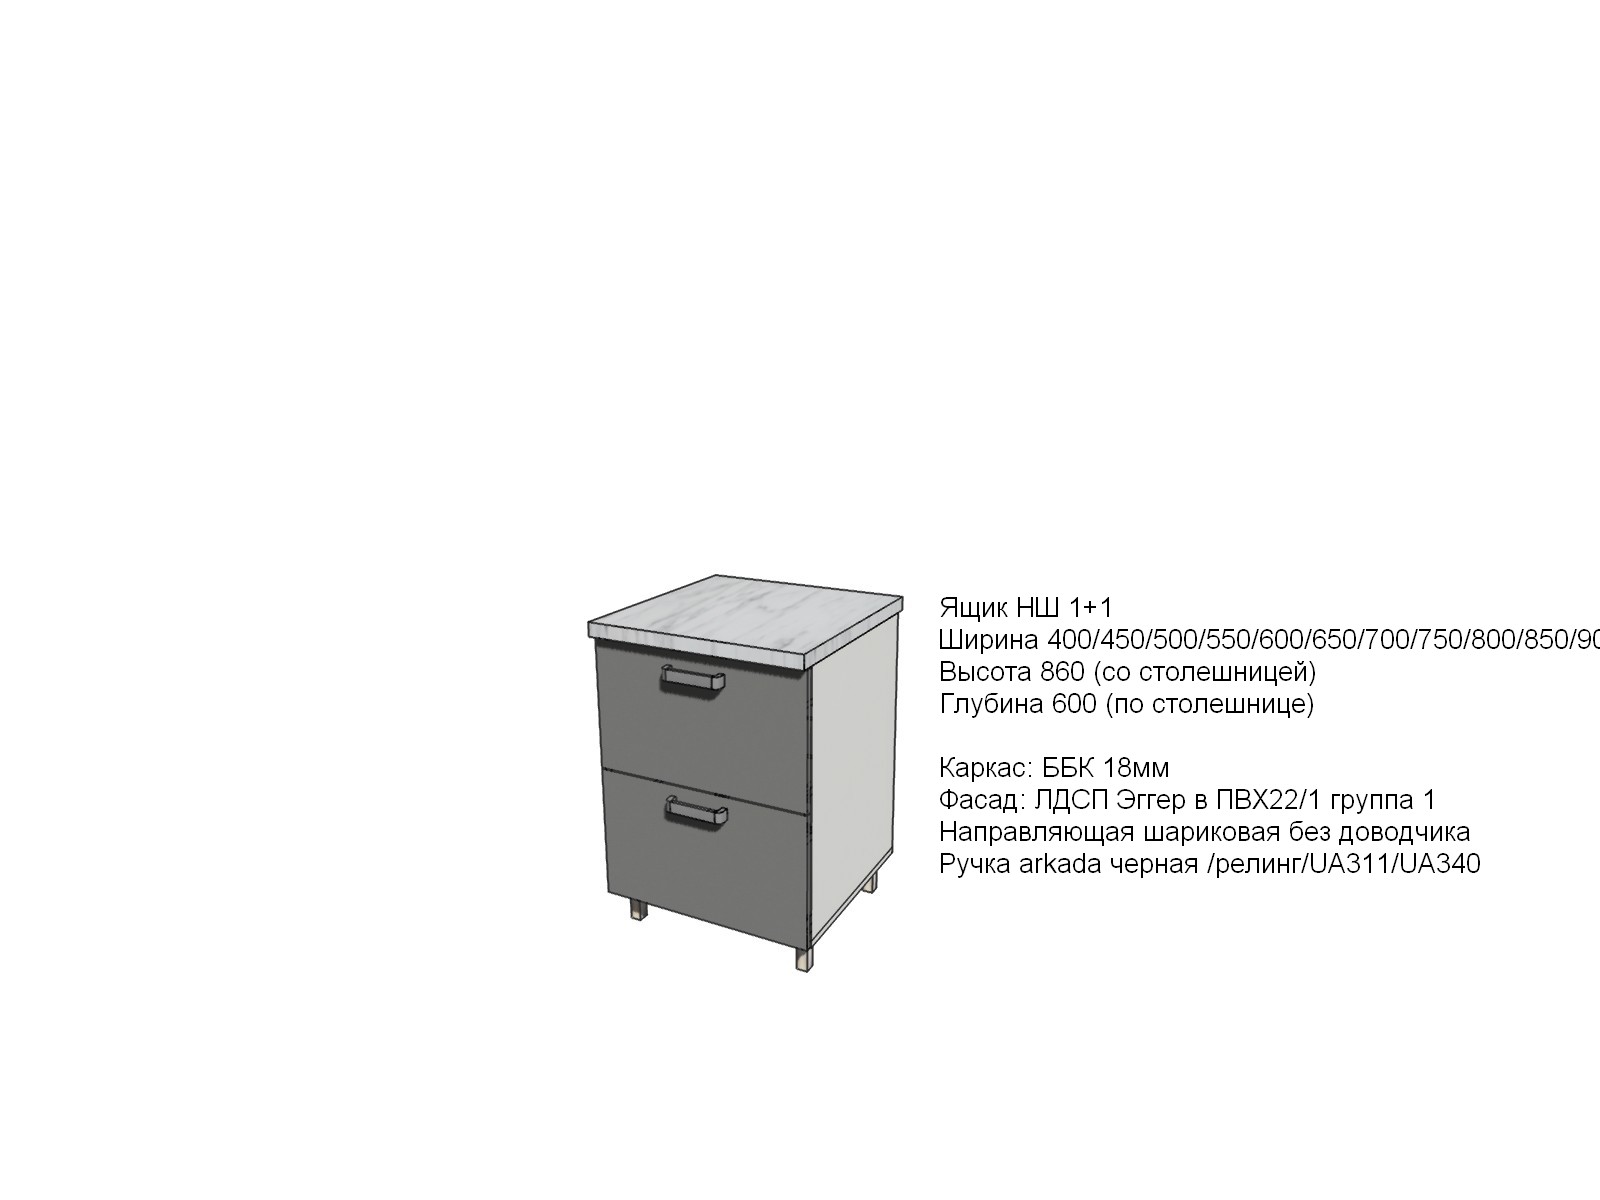 Ящик НШ 1+1
Ширина 400/450/500/550/600/650/700/750/800/850/90
Высота 860 (со столешницей)
Глубина 600 (по столешнице)
Каркас: ББК 18мм
Фасад: ЛДСП Эггер в ПВХ22/1 группа 1
Направляющая шариковая без доводчика
Ручка arkada черная /релинг/UA311/UA340